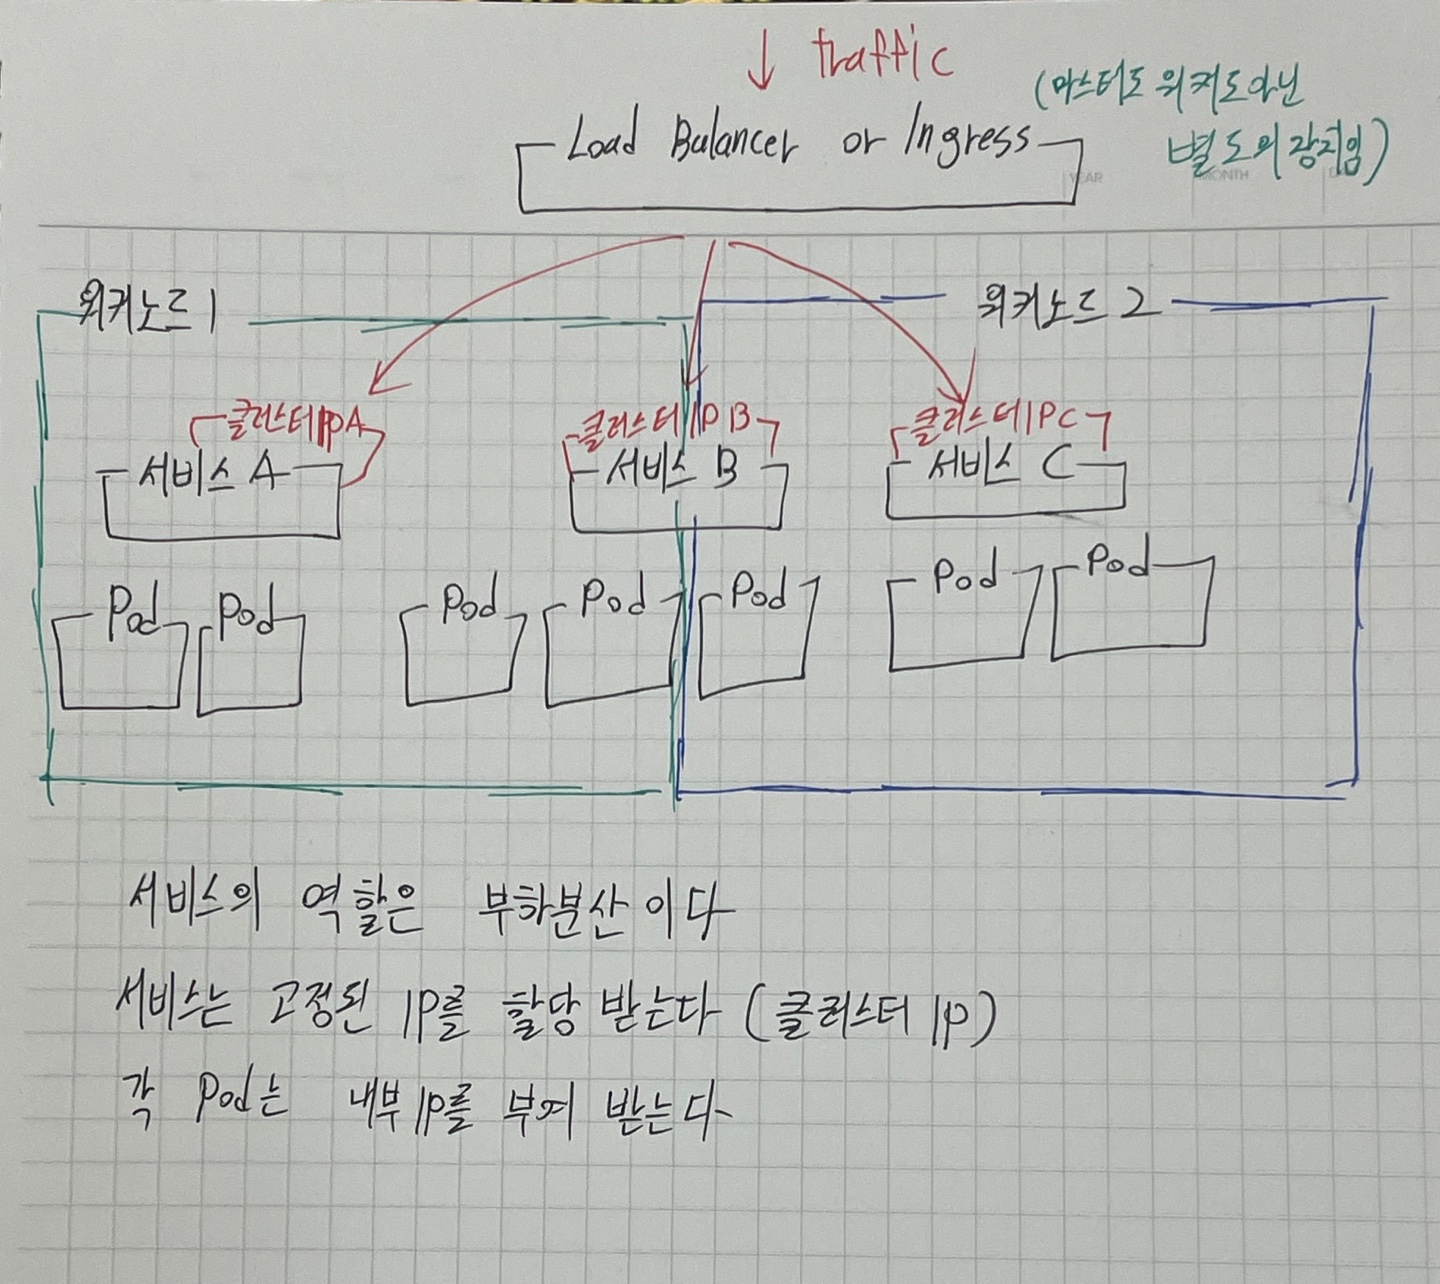 ↓ traffic
(마스터도 워커도 아닌
별도의 장치임)
Load Balancer or Ingress
YEAR MONTH
워커노드 1
워커노드 2
클러스터IP A
클러스터IP B
클러스터IP C
서비스 A
서비스 B
서비스 C
Pod Pod Pod Pod Pod Pod Pod
서비스의 역할은 부하분산이다
서비스는 고정된 IP를 할당 받는다 (클러스터 IP)
각 Pod는 내부IP를 부여 받는다